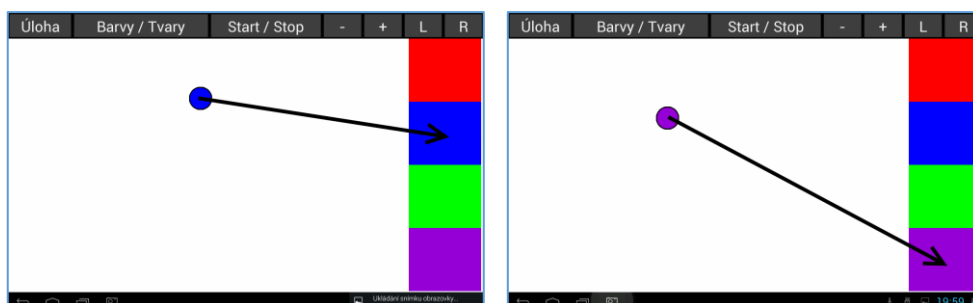 Úloha Barvy / Tvary Start / Stop - + L R
Ukládání snímku obrazovky...
Úloha Barvy / Tvary Start / Stop - + L R
19:59